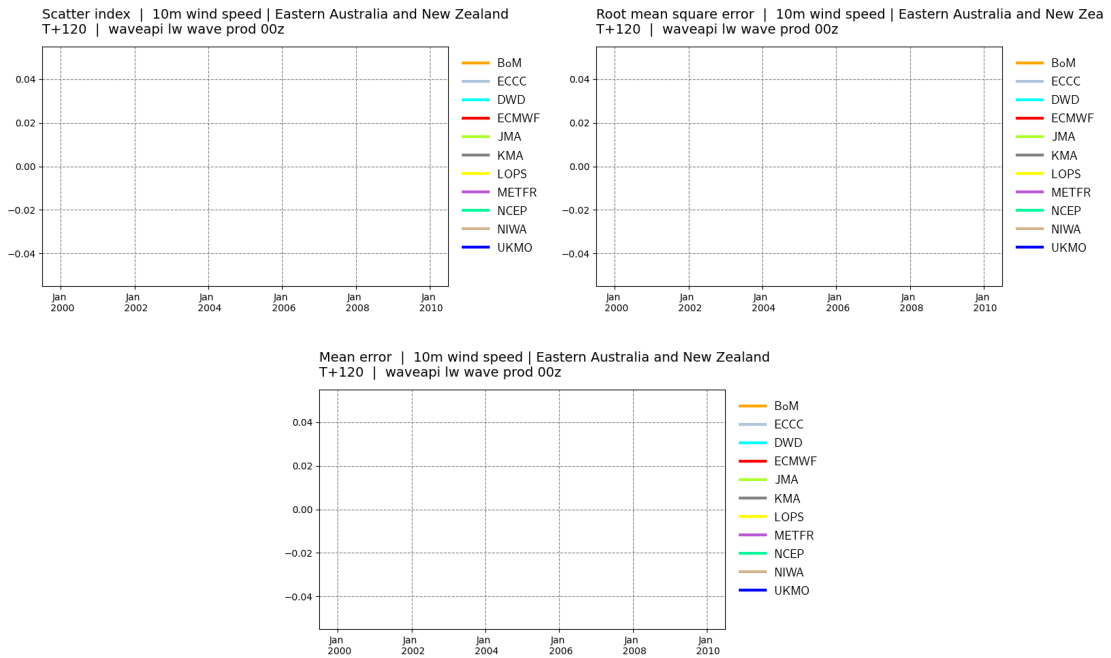 Scatter index | 10m wind speed | Eastern Australia and New Zealand
T+120 | waveapi lw wave prod 00z
0.04
0.02
0.00
−0.02
−0.04
Jan
2000
Jan
2002
Jan
2004
Jan
2006
Jan
2008
Jan
2010
BoM
ECCC
DWD
ECMWF
JMA
KMA
LOPS
METFR
NCEP
NIWA
UKMO
Root mean square error | 10m wind speed | Eastern Australia and New Zea
T+120 | waveapi lw wave prod 00z
0.04
0.02
0.00
−0.02
−0.04
Jan
2000
Jan
2002
Jan
2004
Jan
2006
Jan
2008
Jan
2010
BoM
ECCC
DWD
ECMWF
JMA
KMA
LOPS
METFR
NCEP
NIWA
UKMO
Mean error | 10m wind speed | Eastern Australia and New Zealand
T+120 | waveapi lw wave prod 00z
0.04
0.02
0.00
−0.02
−0.04
Jan
2000
Jan
2002
Jan
2004
Jan
2006
Jan
2008
Jan
2010
BoM
ECCC
DWD
ECMWF
JMA
KMA
LOPS
METFR
NCEP
NIWA
UKMO